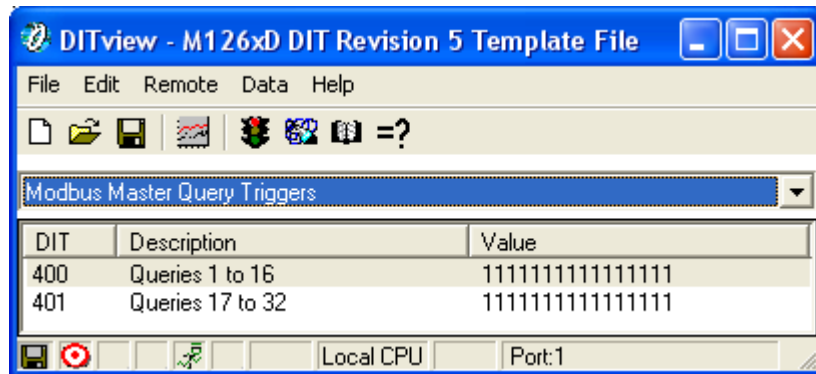 DITview - M126xD DIT Revision 5 Template File
File Edit Remote Data Help
=?
Modbus Master Query Triggers
DIT Description Value
400 Queries 1 to 16 1111111111111111
401 Queries 17 to 32 1111111111111111
Local CPU Port:1